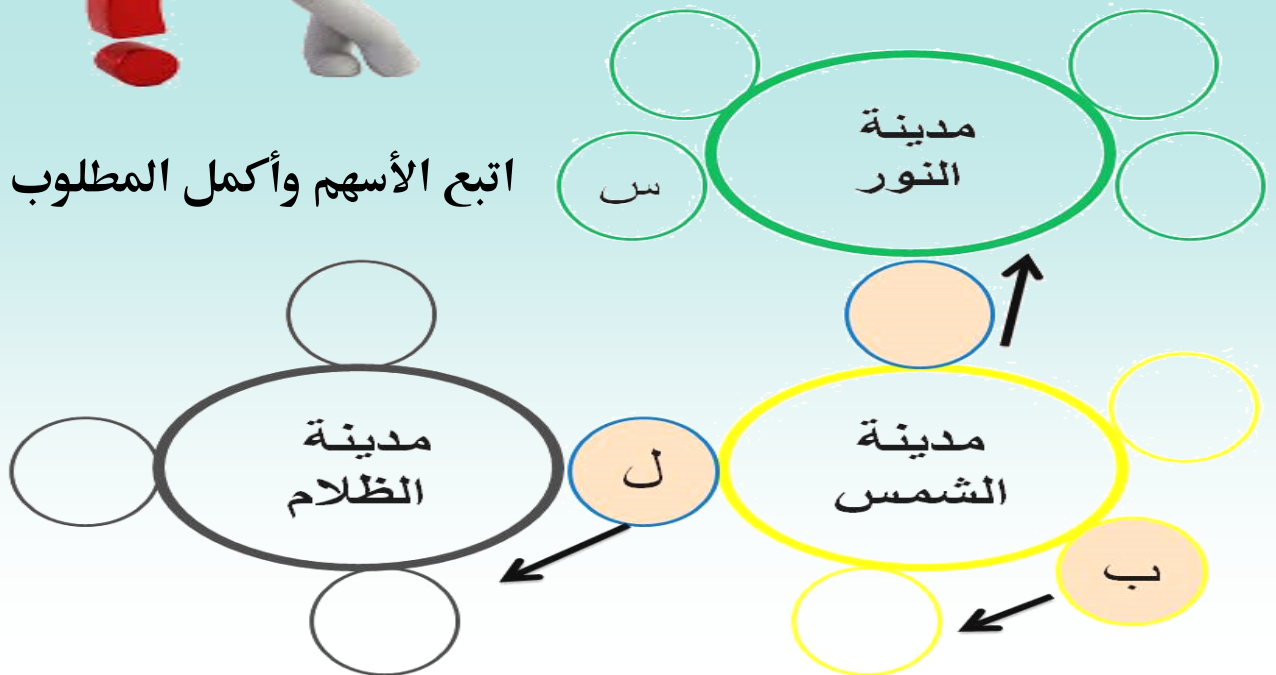 مدينة
النور
اتبع الأسهم وأكمل المطلوب
س
مدينة
الشمس
ل
مدينة
الظلام
ب